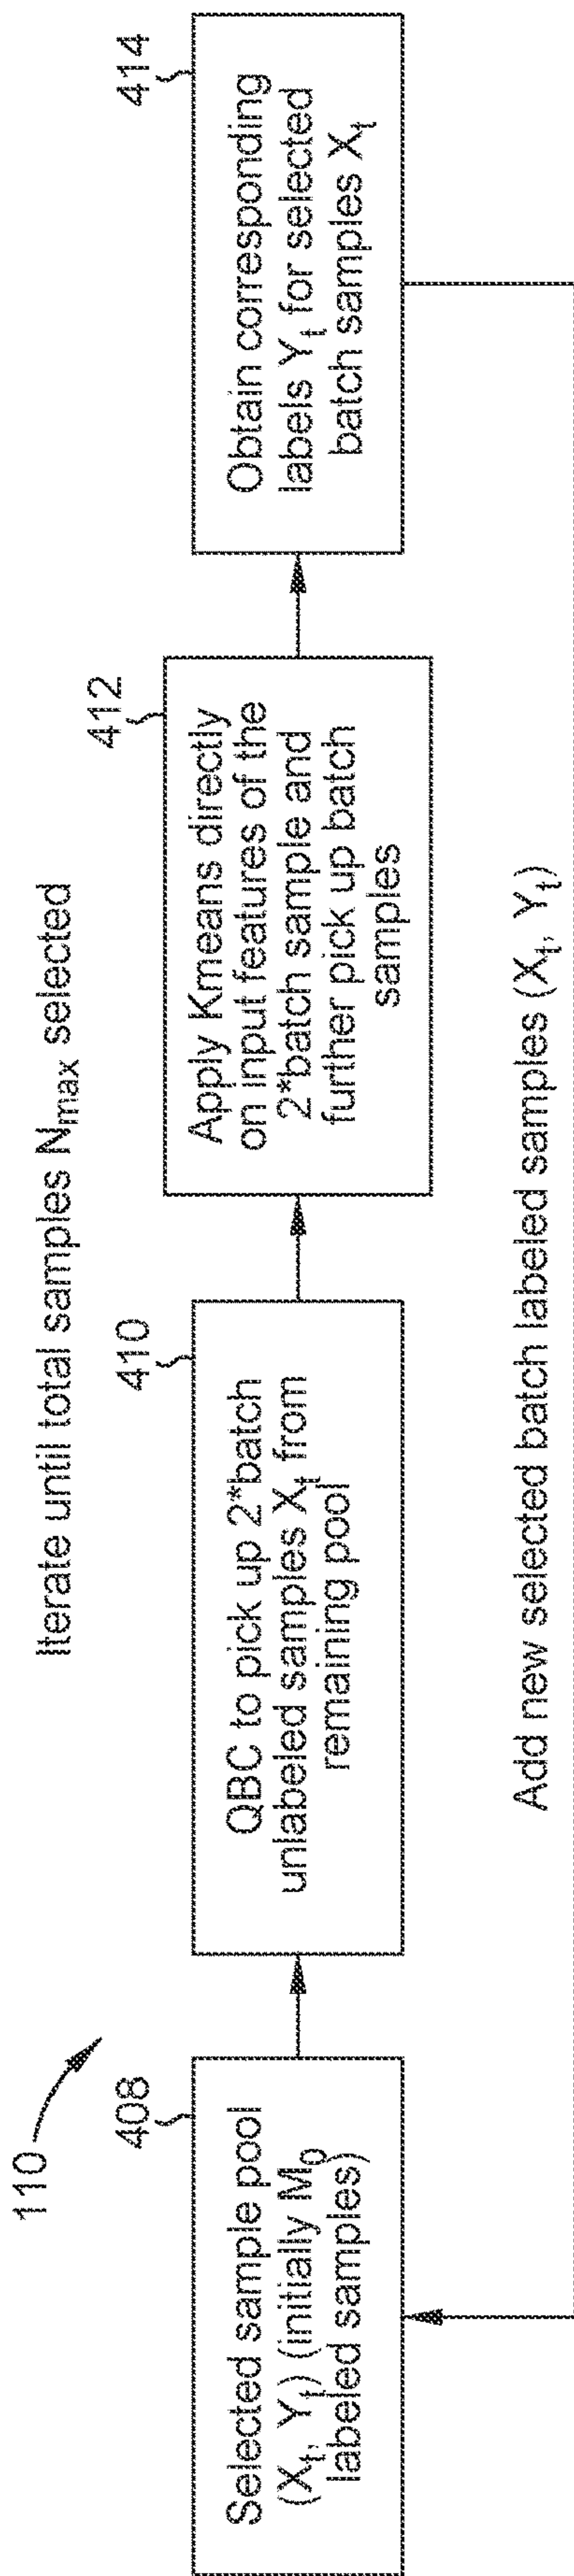 110
Iterate until total samples Nmax selected
408
Selected sample pool
(Xt, Yt) (initially M0
labeled samples)
410
QBC to pick up 2*batch
unlabeled samples Xt from
remaining pool
412
Apply Kmeans directly
on input features of the
2*batch sample and
further pick up batch
samples
414
Obtain corresponding
labels Yt for selected
batch samples Xt
Add new selected batch labeled samples (Xt, Yt)